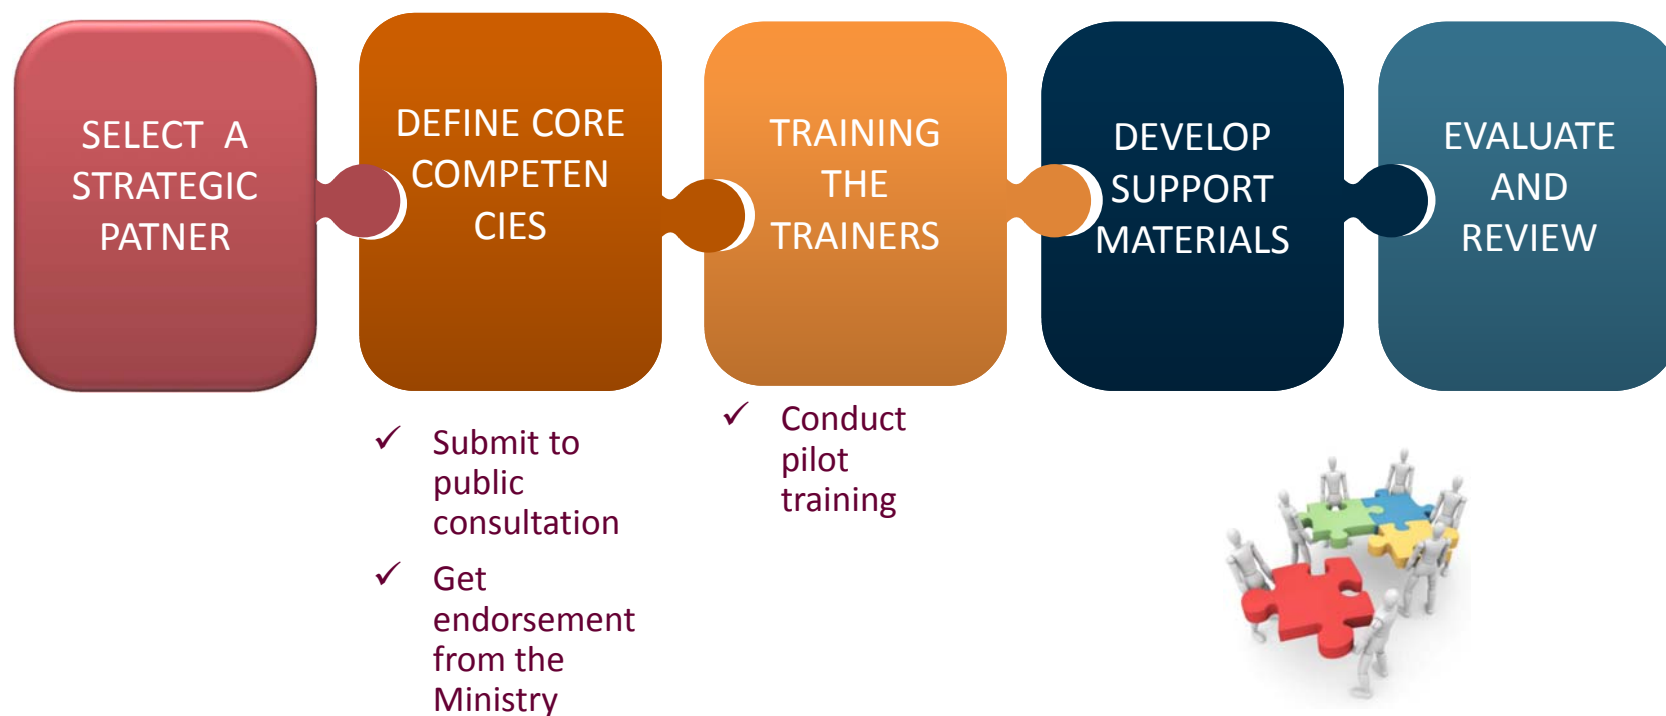 SELECT A
STRATEGIC
PATNER
DEFINE CORE
COMPETEN
CIES
TRAINING
THE
TRAINERS
DEVELOP
SUPPORT
MATERIALS
EVALUATE
AND
REVIEW
✓ Submit to
public
consultation
✓ Get
endorsement
from the
Ministry
✓ Conduct
pilot
training